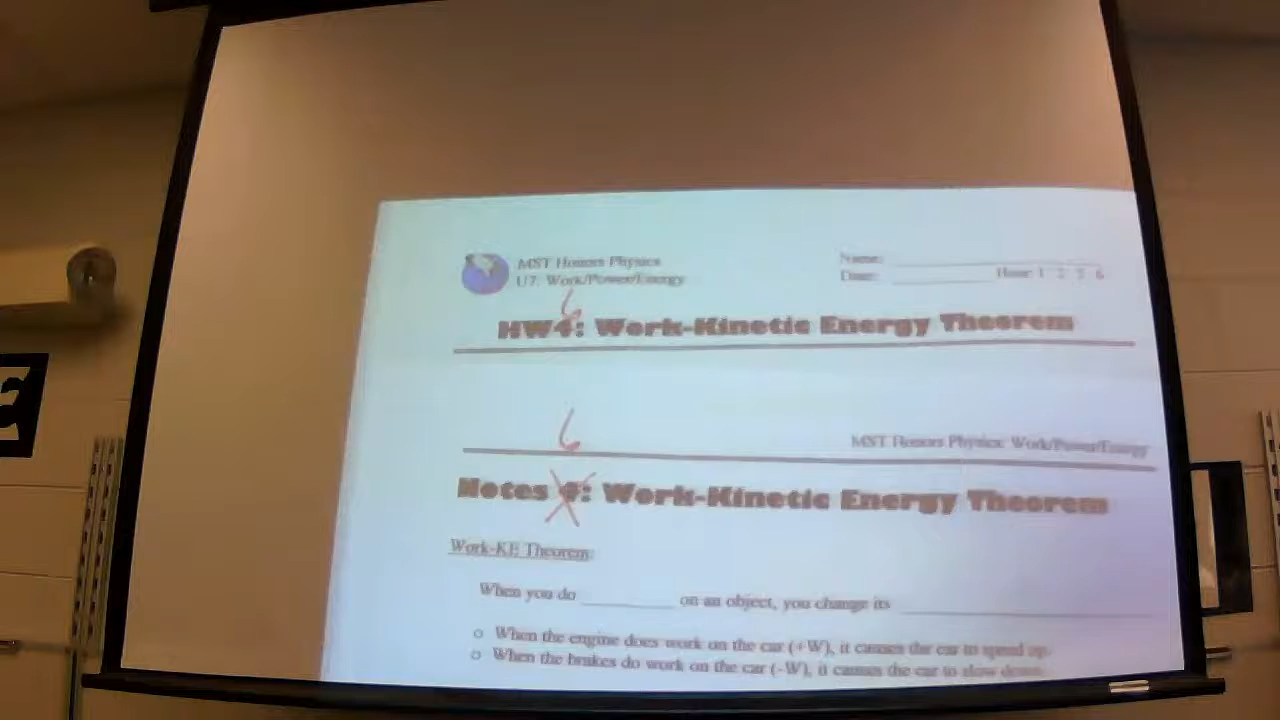 MST Honors Physics
U7: Work/Power/Energy
Name:
Date: Hour: 1 2 5 6
6
HW4: Work-Kinetic Energy Theorem
6
MST Honors Physics: Work/Power/Energy
Notes 4: Work-Kinetic Energy Theorem
Work-KE Theorem:
When you do ________ on an object, you change its ________
o When the engine does work on the car (+W), it causes the car to speed up.
o When the brakes do work on the car (-W), it causes the car to slow down.